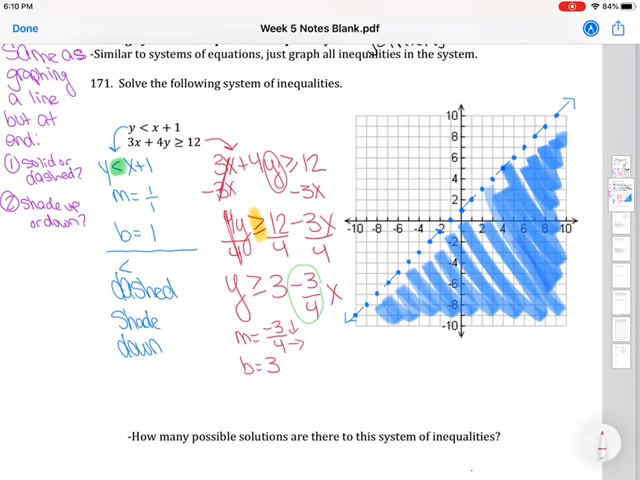 6:10 PM
84%
Done
Week 5 Notes Blank.pdf
-Similar to systems of equations, just graph all inequalities in the system.
171. Solve the following system of inequalities.
y < x + 1
3x + 4y ≥ 12
Same as
graphing
a line
but at
end:
① solid or
dashed?
② shade up
or down?
y < x+1
m = 1/1
b = 1
<
dashed
shade
down
3x + 4y ≥ 12
-3x -3x
4y/4 ≥ 12/4 - 3x/4
y ≥ 3 -3/4 x
m = -3↓/4→
b = 3
10
8
6
4
2
-10 -8 -6 -4 -2 2 4 6 8 10
-2
-4
-6
-8
-10
-How many possible solutions are there to this system of inequalities?